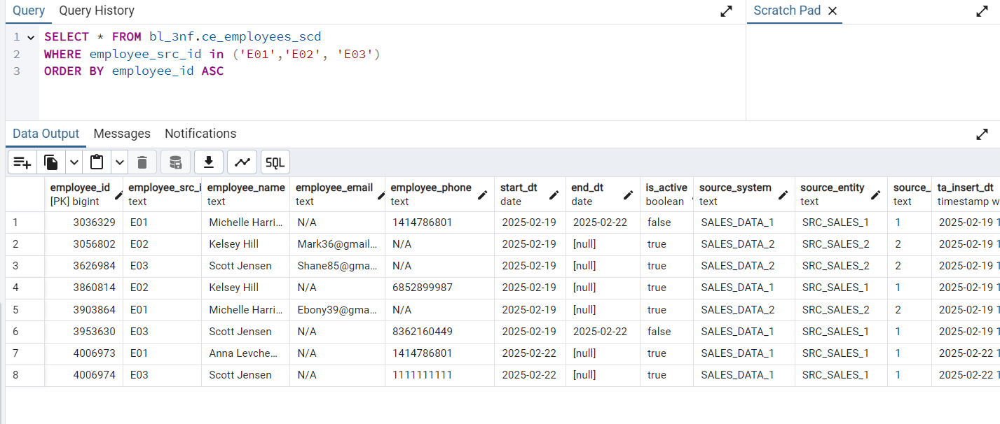 Query Query History Scratch Pad
1 SELECT * FROM bl_3nf.ce_employees_scd
2 WHERE employee_src_id in ('E01','E02', 'E03')
3 ORDER BY employee_id ASC
Data Output Messages Notifications
SQL
employee_id employee_src_i employee_name employee_email employee_phone start_dt end_dt is_active source_system source_entity source_ ta_insert_dt
[PK] bigint text text text text date date boolean text text text timestamp w
1 3036329 E01 Michelle Harri... N/A 1414786801 2025-02-19 2025-02-22 false SALES_DATA_1 SRC_SALES_1 1 2025-02-19 1
2 3056802 E02 Kelsey Hill Mark36@gmail... N/A 2025-02-19 [null] true SALES_DATA_2 SRC_SALES_2 2 2025-02-19 1
3 3626984 E03 Scott Jensen Shane85@gma... N/A 2025-02-19 [null] true SALES_DATA_2 SRC_SALES_2 2 2025-02-19 1
4 3860814 E02 Kelsey Hill N/A 6852899987 2025-02-19 [null] true SALES_DATA_1 SRC_SALES_1 1 2025-02-19 1
5 3903864 E01 Michelle Harri... Ebony39@gma... N/A 2025-02-19 [null] true SALES_DATA_2 SRC_SALES_2 2 2025-02-19 1
6 3953630 E03 Scott Jensen N/A 8362160449 2025-02-19 2025-02-22 false SALES_DATA_1 SRC_SALES_1 1 2025-02-19 1
7 4006973 E01 Anna Levche... N/A 1414786801 2025-02-22 [null] true SALES_DATA_1 SRC_SALES_1 1 2025-02-22 1
8 4006974 E03 Scott Jensen N/A 1111111111 2025-02-22 [null] true SALES_DATA_1 SRC_SALES_1 1 2025-02-22 1